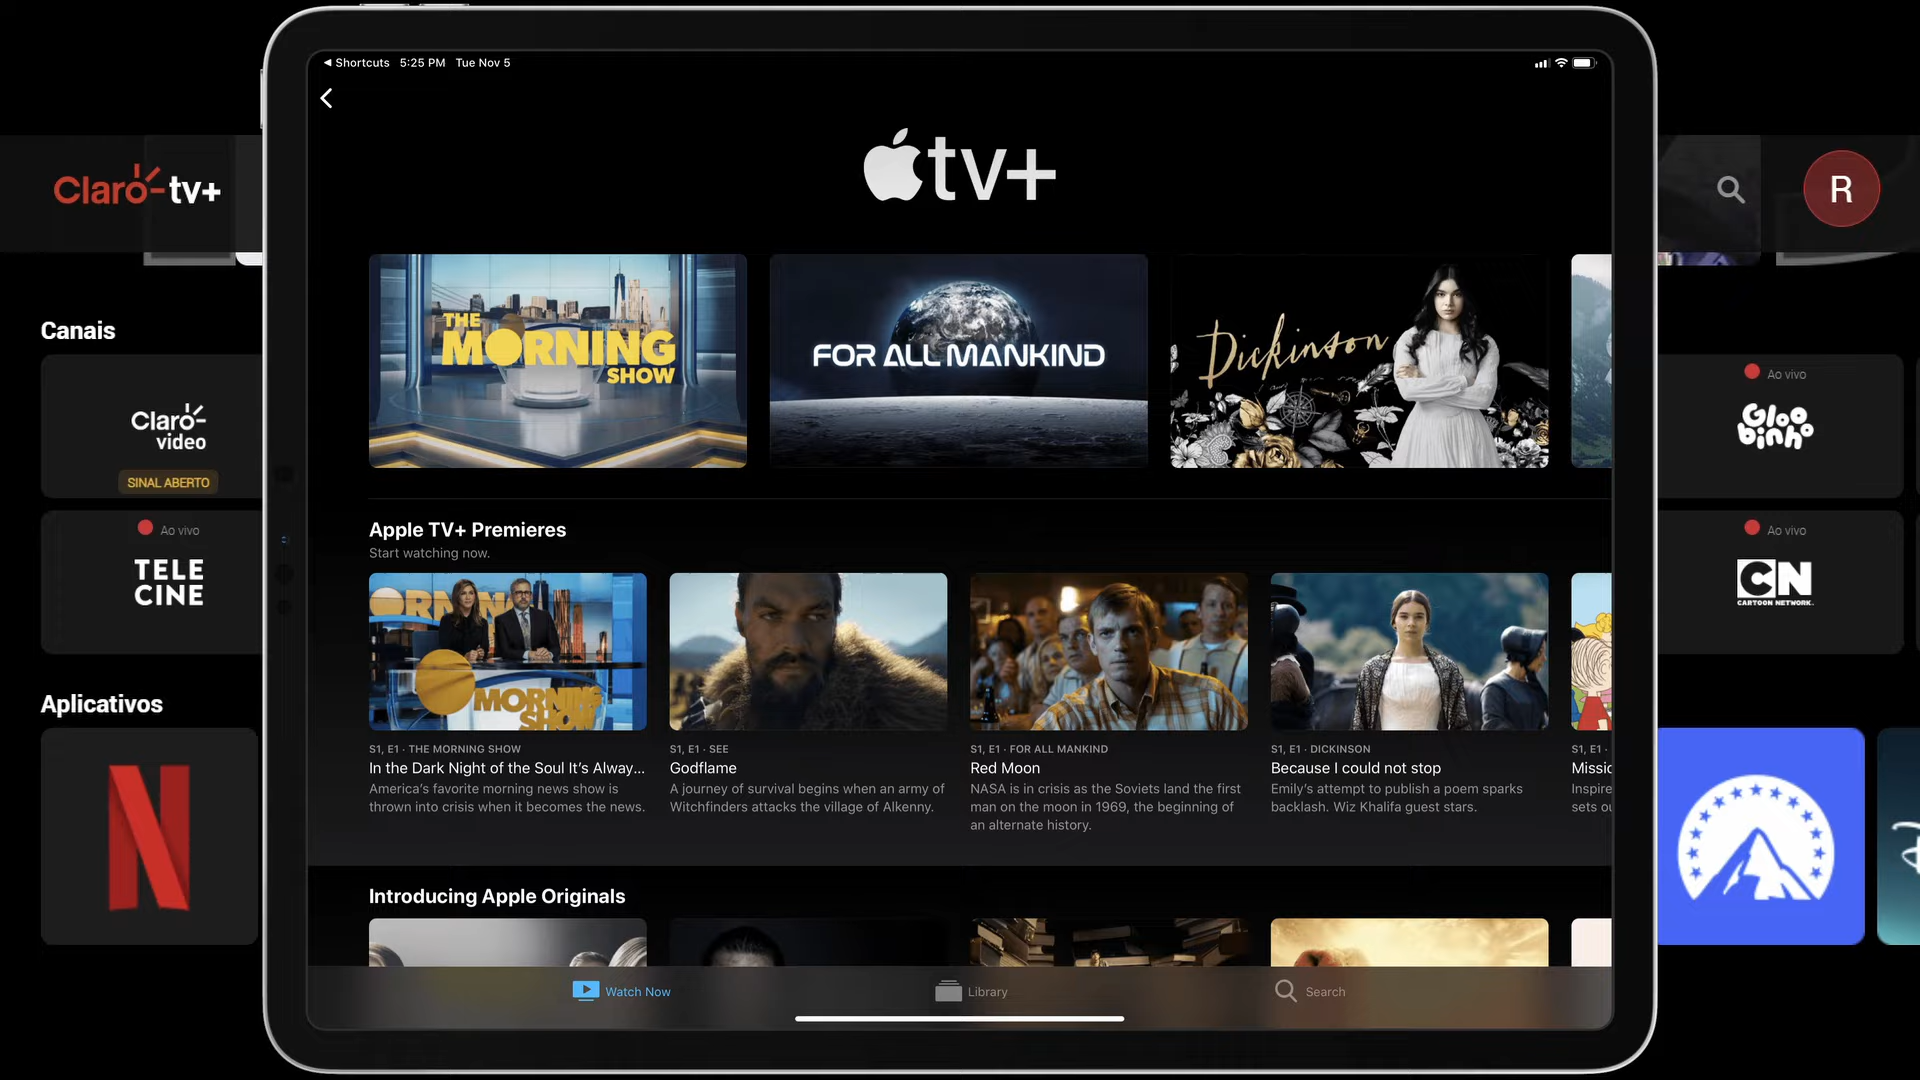 Shortcuts 5:25 PM Tue Nov 5
tv+
Claro tv+
R
THE MORNING SHOW
FOR ALL MANKIND
Dickinson
Canais
Claro video
SINAL ABERTO
Ao vivo
TELE CINE
Ao vivo
Gloobinho
Ao vivo
CN
CARTOON NETWORK
Apple TV+ Premieres
Start watching now.
MORNING SHOW
S1, E1 · THE MORNING SHOW
In the Dark Night of the Soul It’s Alway...
America’s favorite morning news show is
thrown into crisis when it becomes the news.
S1, E1 · SEE
Godflame
A journey of survival begins when an army of
Witchfinders attacks the village of Alkenny.
S1, E1 · FOR ALL MANKIND
Red Moon
NASA is in crisis as the Soviets land the first
man on the moon in 1969, the beginning of
an alternate history.
S1, E1 · DICKINSON
Because I could not stop
Emily’s attempt to publish a poem sparks
backlash. Wiz Khalifa guest stars.
S1, E1 ·
Aplicativos
N
Introducing Apple Originals
Watch Now
Library
Search